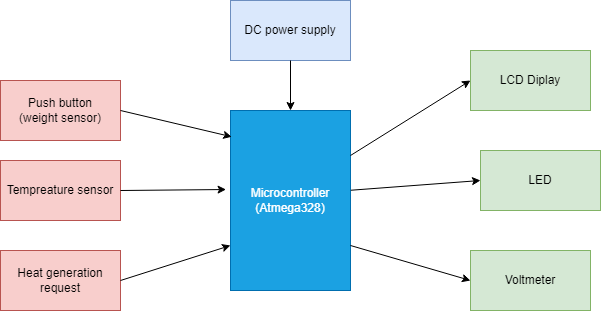 DC power supply
Push button
(weight sensor)
Tempreature sensor
Heat generation
request
Microcontroller
(Atmega328)
LCD Diplay
LED
Voltmeter